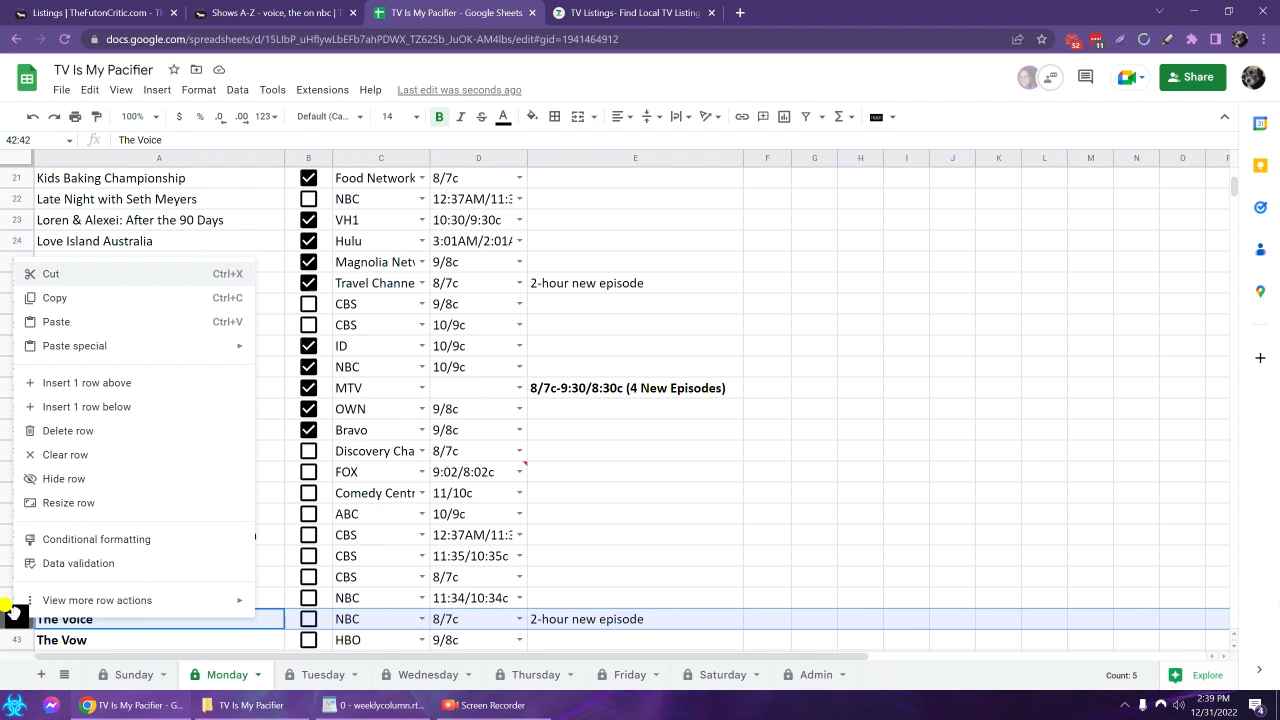 Listings | TheFutonCritic.com - T
Shows A-Z - voice, the on nbc | T
TV Is My Pacifier - Google Sheets
TV Listings- Find Local TV Listing
docs.google.com/spreadsheets/d/
/edit#gid=1941464912
52
11
TV Is My Pacifier
Share
File Edit View Insert Format Data Tools Extensions Help Last edit was seconds ago
100% $ % .0 .00 123 Default (Ca... 14 B I S A
42:42 fx The Voice
A B C D E F G H I J K L M N O
21 Kids Baking Championship Food Network 8/7c
22 Late Night with Seth Meyers NBC 12:37AM/11:3
23 Loren & Alexei: After the 90 Days VH1 10:30/9:30c
24 Love Island Australia Hulu 3:01AM/2:01A
Magnolia Netw 9/8c
Cut Ctrl+X
Travel Channe 8/7c 2-hour new episode
Copy Ctrl+C
CBS 9/8c
Paste Ctrl+V
CBS 10/9c
Paste special
ID 10/9c
NBC 10/9c
Insert 1 row above
MTV 8/7c-9:30/8:30c (4 New Episodes)
Insert 1 row below
OWN 9/8c
Delete row
Bravo 9/8c
Clear row
Discovery Cha 8/7c
Hide row
FOX 9:02/8:02c
Resize row
Comedy Centr 11/10c
ABC 10/9c
Conditional formatting
CBS 12:37AM/11:3
Data validation
CBS 11:35/10:35c
CBS 8/7c
View more row actions
NBC 11:34/10:34c
The Voice NBC 8/7c 2-hour new episode
43 The Vow HBO 9/8c
Sunday Monday Tuesday Wednesday Thursday Friday Saturday Admin Count: 5 Explore
TV Is My Pacifier - G... TV Is My Pacifier 0 - weeklycolumn.rt... Screen Recorder 2:39 PM
12/31/2022
4